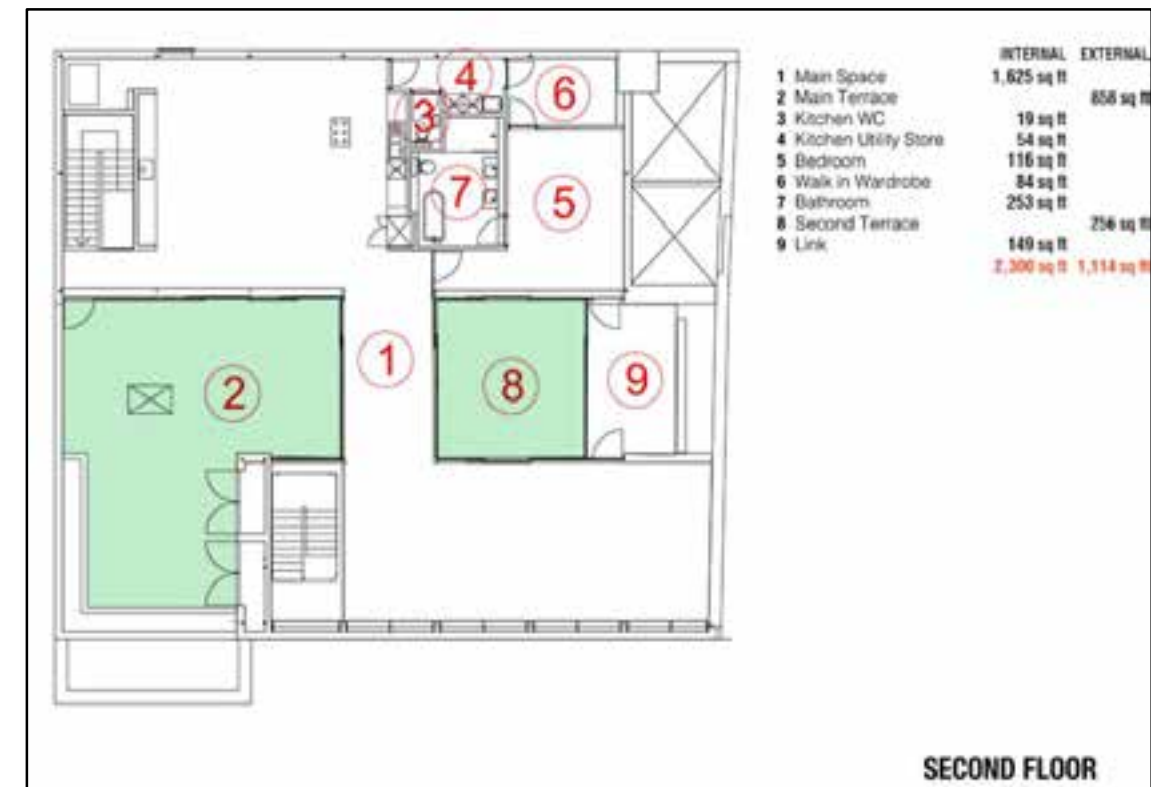 INTERNAL EXTERNAL
1 Main Space 1,625 sq ft
2 Main Terrace 858 sq ft
3 Kitchen WC 19 sq ft
4 Kitchen Utility Store 54 sq ft
5 Bedroom 116 sq ft
6 Walk in Wardrobe 84 sq ft
7 Bathroom 253 sq ft
8 Second Terrace 256 sq ft
9 Link 149 sq ft
2,300 sq ft 1,114 sq ft
4
6
3
7
5
1
2
8
9
SECOND FLOOR